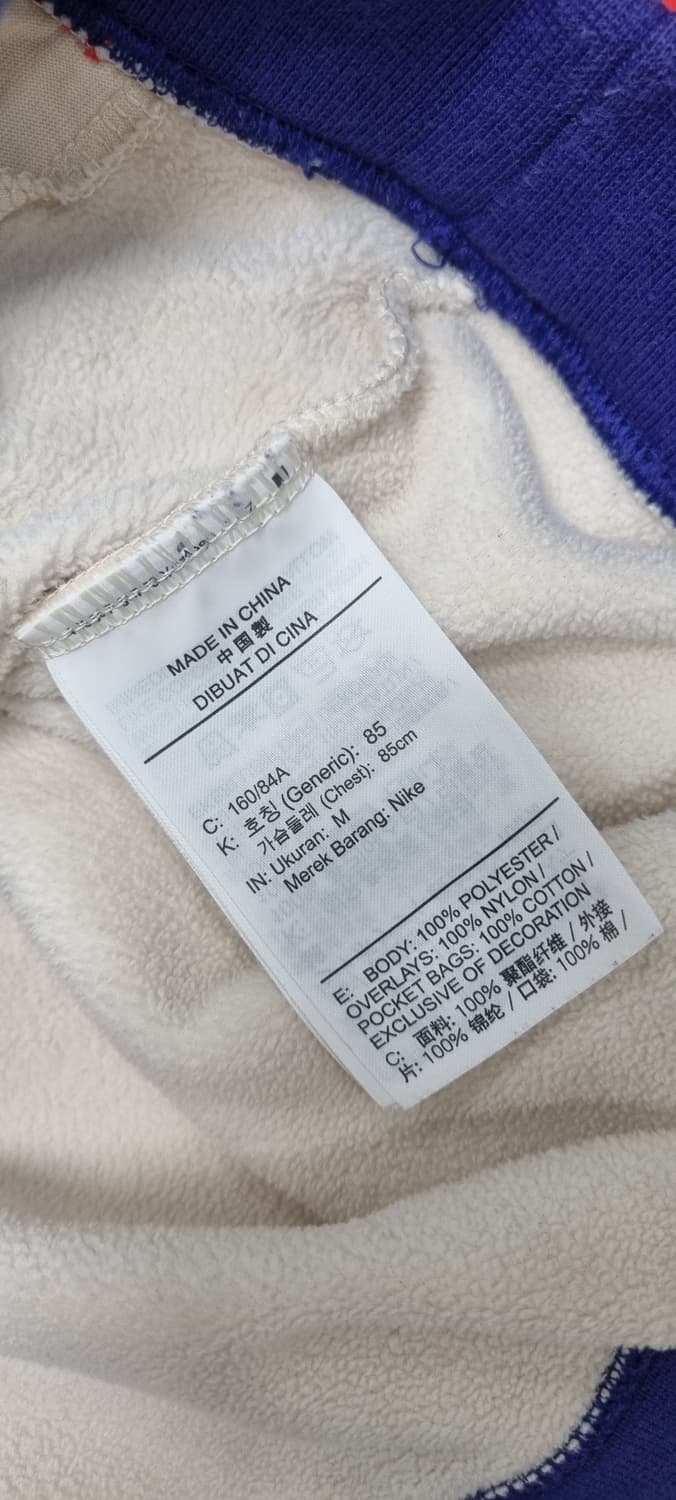 MADE IN CHINA
中国製
DIBUAT DI CINA
C: 160/84A
K: 호칭 (Generic): 85
가슴둘레 (Chest): 85cm
IN: Ukuran: M
Merek Barang: Nike
E: BODY: 100% POLYESTER /
OVERLAYS: 100% NYLON /
POCKET BAGS: 100% COTTON /
EXCLUSIVE OF DECORATION
C: 面料: 100% 聚酯纤维 / 外接
片: 100% 锦纶 / 口袋: 100% 棉 /